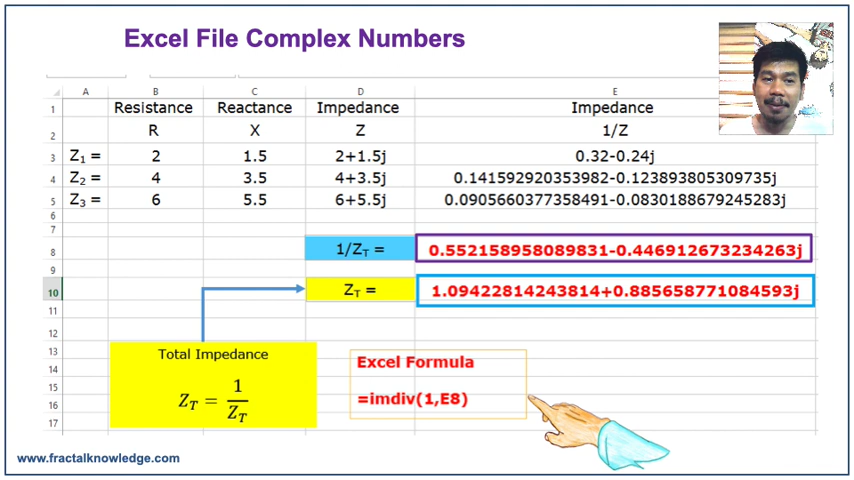 Excel File Complex Numbers
A B C D E
1 Resistance Reactance Impedance Impedance
2 R X Z 1/Z
3 Z₁ = 2 1.5 2+1.5j 0.32-0.24j
4 Z₂ = 4 3.5 4+3.5j 0.141592920353982-0.123893805309735j
5 Z₃ = 6 5.5 6+5.5j 0.0905660377358491-0.0830188679245283j
6
7
8 1/Z_T = 0.552158958089831-0.446912673234263j
9
10 Z_T = 1.09422814243814+0.885658771084593j
11
12
13
14
15
16
17
Total Impedance
Z_T = 1/Z_T
Excel Formula
=imdiv(1,E8)
www.fractalknowledge.com